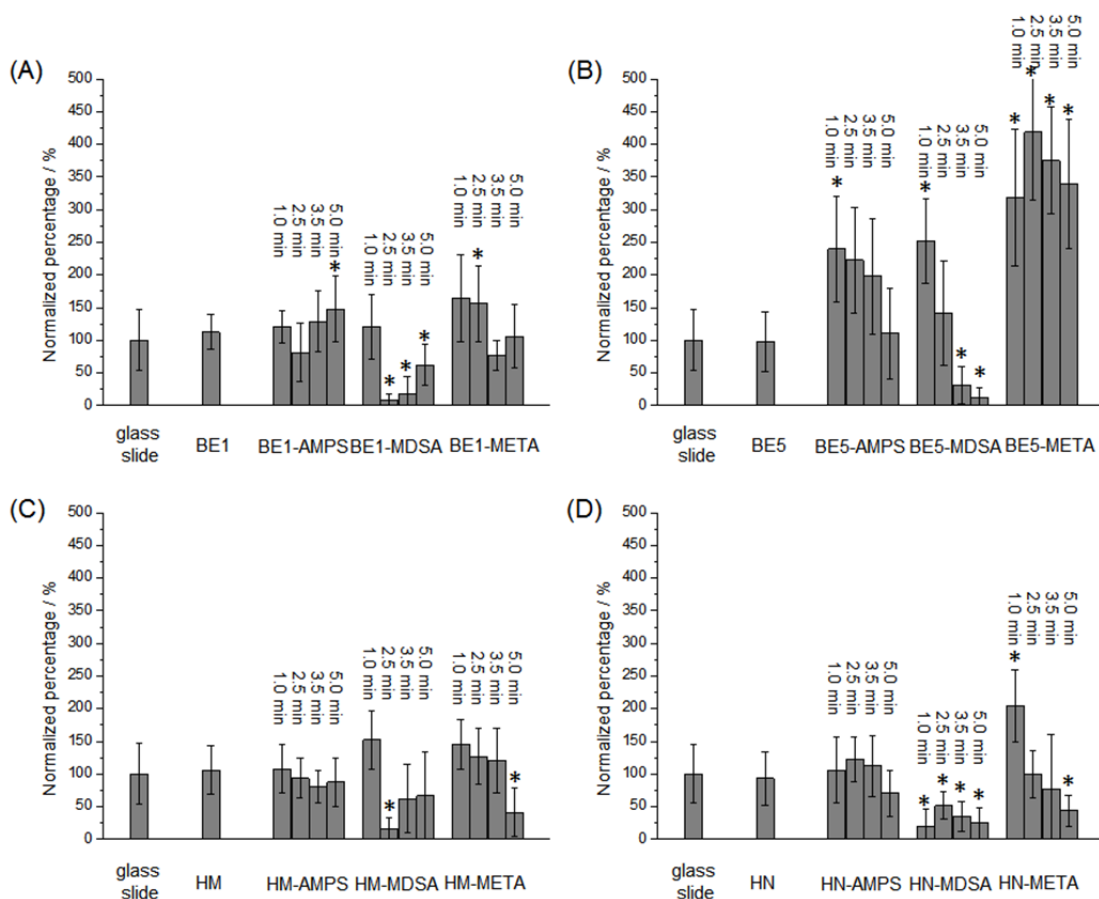 (A)
Normalized percentage / %
500
450
400
350
300
250
200
150
100
50
0
1.0 min
2.5 min
3.5 min
5.0 min
*
1.0 min
2.5 min
3.5 min
5.0 min
*
*
*
1.0 min
2.5 min
3.5 min
5.0 min
*
glass
slide
BE1
BE1-AMPS
BE1-MDSA
BE1-META
(B)
Normalized percentage / %
500
450
400
350
300
250
200
150
100
50
0
1.0 min
2.5 min
3.5 min
5.0 min
*
1.0 min
2.5 min
3.5 min
5.0 min
*
*
*
1.0 min
2.5 min
3.5 min
5.0 min
*
*
*
*
glass
slide
BE5
BE5-AMPS
BE5-MDSA
BE5-META
(C)
Normalized percentage / %
500
450
400
350
300
250
200
150
100
50
0
1.0 min
2.5 min
3.5 min
5.0 min
1.0 min
2.5 min
3.5 min
5.0 min
*
1.0 min
2.5 min
3.5 min
5.0 min
*
glass
slide
HM
HM-AMPS
HM-MDSA
HM-META
(D)
Normalized percentage / %
500
450
400
350
300
250
200
150
100
50
0
1.0 min
2.5 min
3.5 min
5.0 min
1.0 min
2.5 min
3.5 min
5.0 min
*
*
*
*
1.0 min
2.5 min
3.5 min
5.0 min
*
*
glass
slide
HN
HN-AMPS
HN-MDSA
HN-META